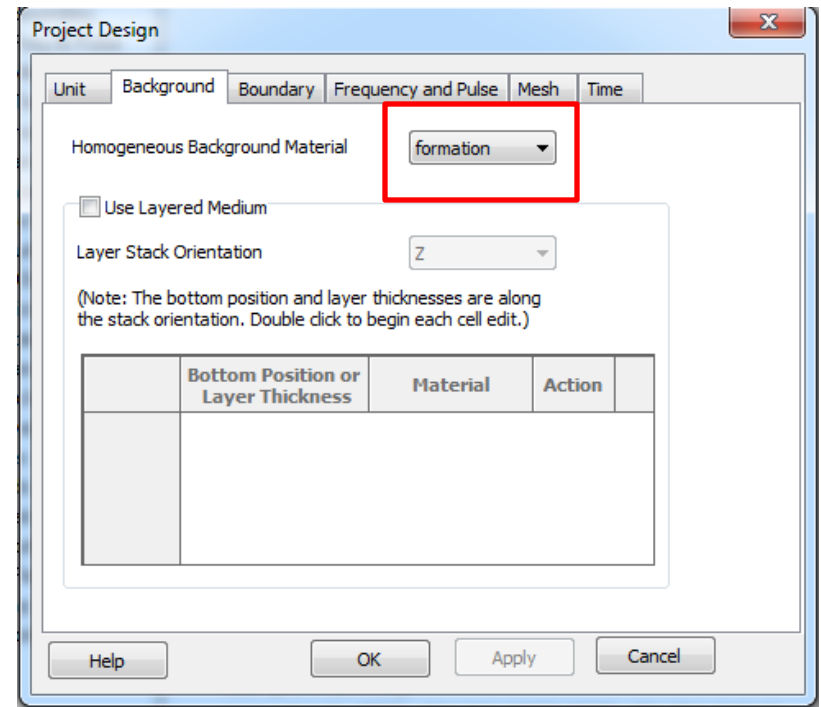 Project Design
Unit Background Boundary Frequency and Pulse Mesh Time
Homogeneous Background Material formation
Use Layered Medium
Layer Stack Orientation Z
(Note: The bottom position and layer thicknesses are along
the stack orientation. Double click to begin each cell edit.)
Bottom Position or
Layer Thickness
Material
Action
Help OK Apply Cancel